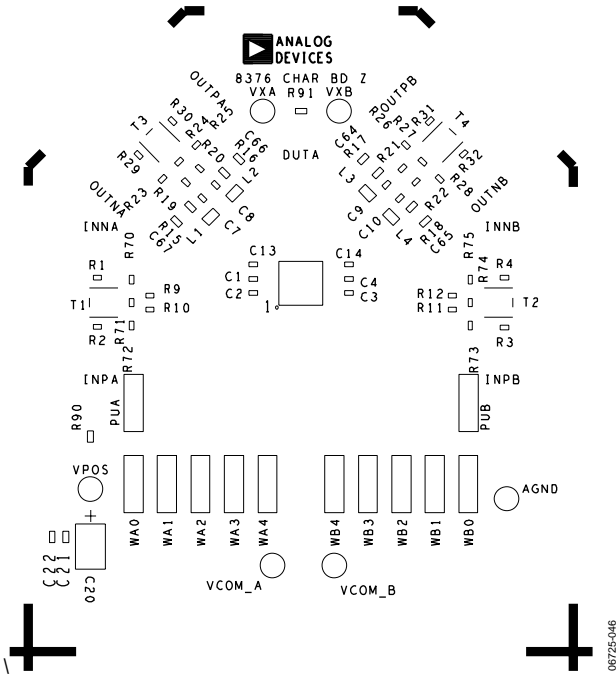 ANALOG
DEVICES
8376 CHAR BD Z
VXA
R91
VXB
OUTPA
R25
R30
R24
T3
R20
R16
C66
R29
R23
R19
L2
OUTNA
R15
C67
L1
C7
C8
DUTA
C64
R17
R26
OUTPB
R27
R31
T4
R21
R32
L3
R28
R22
OUTNB
C9
C10
R18
C65
L4
INNA
R70
INNB
R75
R74
C13
C14
R1
R9
C1
C4
R12
R4
T1
R10
C2
C3
R11
T2
1
R2
R71
R3
R72
R73
INPA
INPB
PUA
PUB
R90
VPOS
AGND
+
WA0
WA1
WA2
WA3
WA4
WB4
WB3
WB2
WB1
WB0
C22
C21
C20
VCOM_A
VCOM_B
06725-046